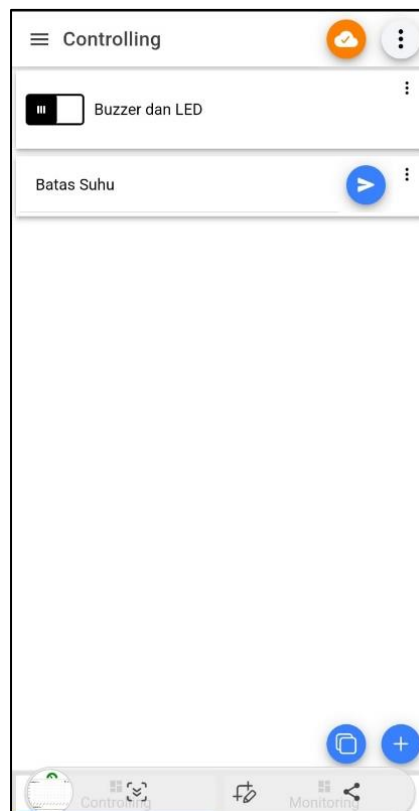 Controlling
Buzzer dan LED
Batas Suhu
Controlling
Monitoring